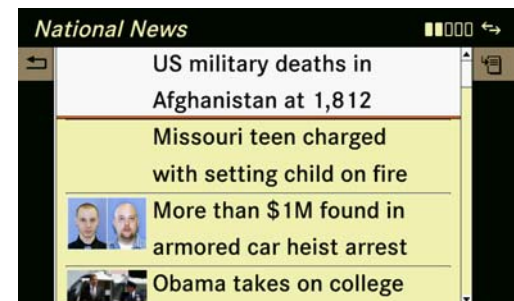 National News
US military deaths in
Afghanistan at 1,812
Missouri teen charged
with setting child on fire
More than $1M found in
armored car heist arrest
Obama takes on college